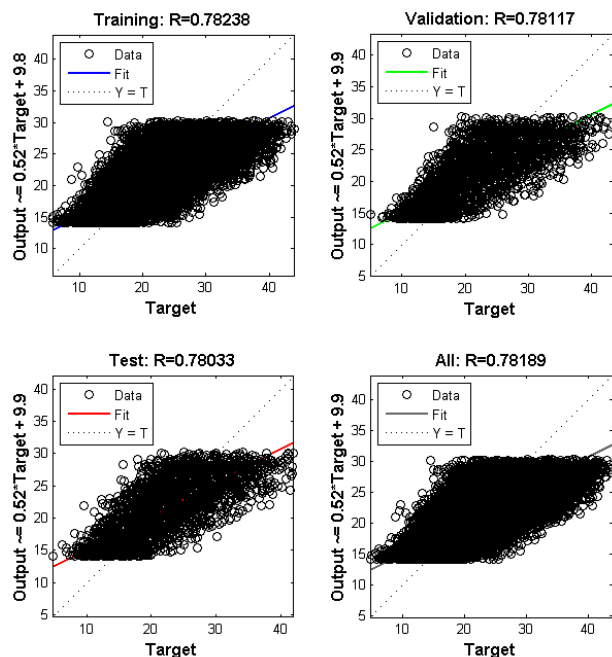 Training: R=0.78238
Output ~= 0.52*Target + 9.8
40
35
30
25
20
15
10
Data
Fit
Y = T
10
20
30
40
Target
Validation: R=0.78117
Output ~= 0.52*Target + 9.9
40
35
30
25
20
15
10
5
Data
Fit
Y = T
10
20
30
40
Target
Test: R=0.78033
Output ~= 0.52*Target + 9.9
40
35
30
25
20
15
10
5
Data
Fit
Y = T
10
20
30
40
Target
All: R=0.78189
Output ~= 0.52*Target + 9.9
40
35
30
25
20
15
10
5
Data
Fit
Y = T
10
20
30
40
Target